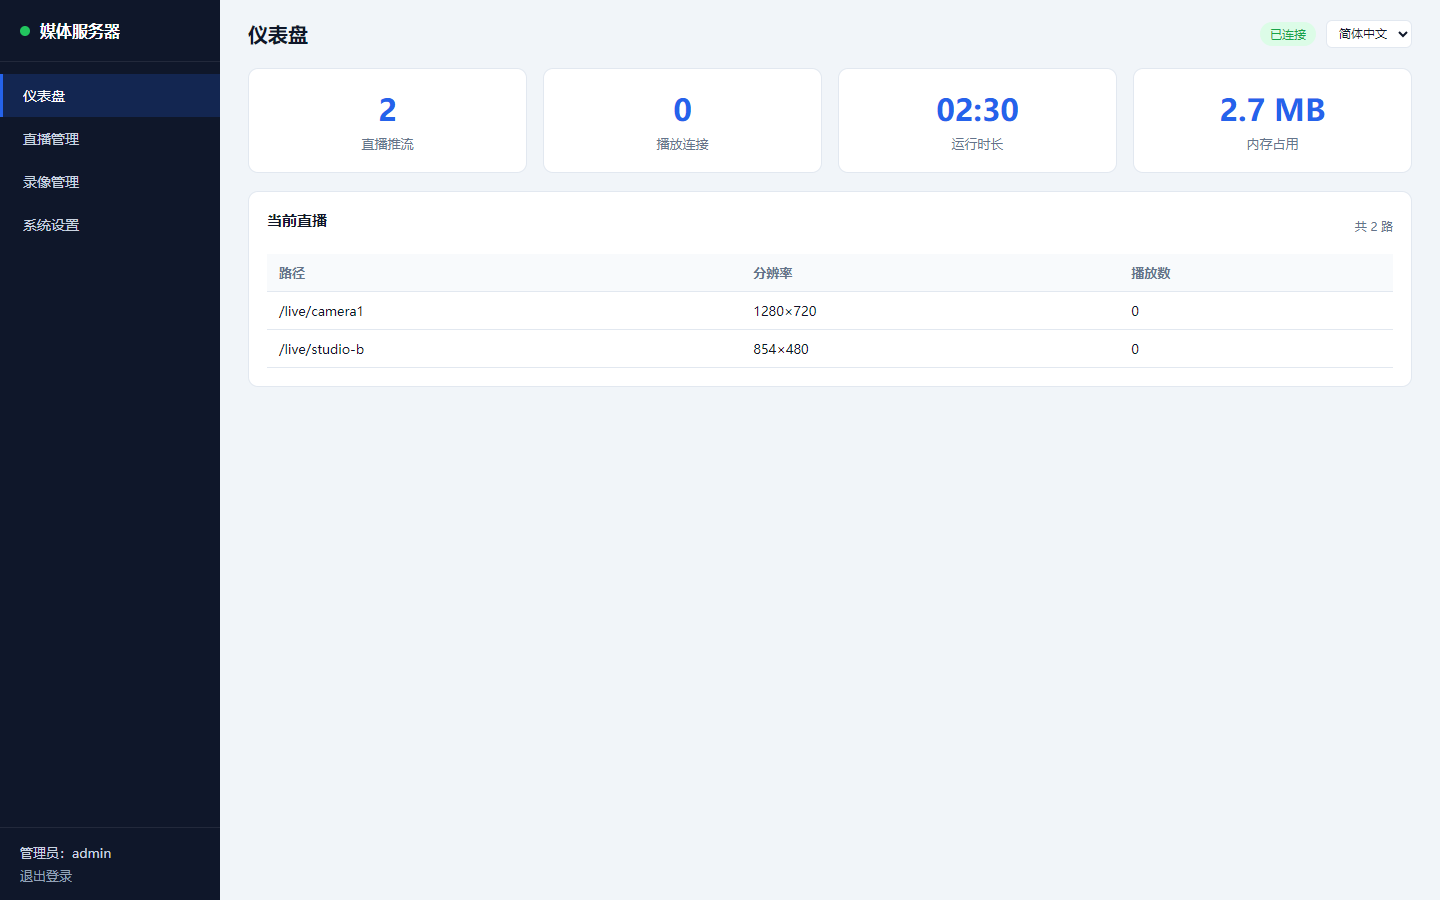 媒体服务器
仪表盘
直播管理
录像管理
系统设置
管理员：admin
退出登录
仪表盘
已连接
简体中文
2
直播推流
0
播放连接
02:30
运行时长
2.7 MB
内存占用
当前直播
共 2 路
路径 分辨率 播放数
/live/camera1 1280×720 0
/live/studio-b 854×480 0